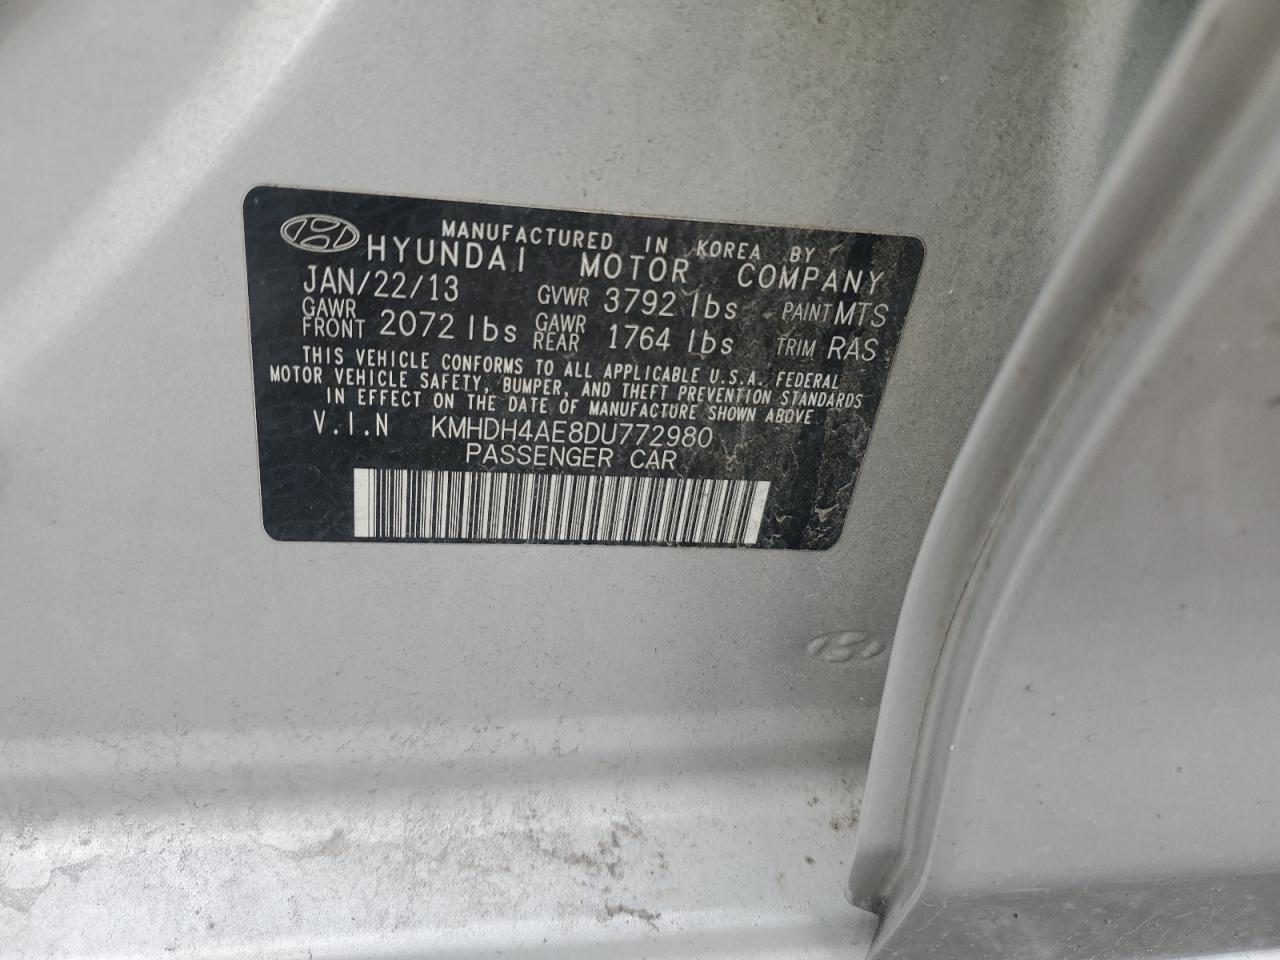 MANUFACTURED IN KOREA BY
HYUNDAI MOTOR COMPANY
JAN/22/13 GVWR 3792 lbs PAINT MTS
GAWR FRONT 2072 lbs GAWR REAR 1764 lbs TRIM RAS
THIS VEHICLE CONFORMS TO ALL APPLICABLE U.S.A. FEDERAL
MOTOR VEHICLE SAFETY, BUMPER, AND THEFT PREVENTION STANDARDS
IN EFFECT ON THE DATE OF MANUFACTURE SHOWN ABOVE.
V.I.N KMHDH4AE8DU772980
PASSENGER CAR